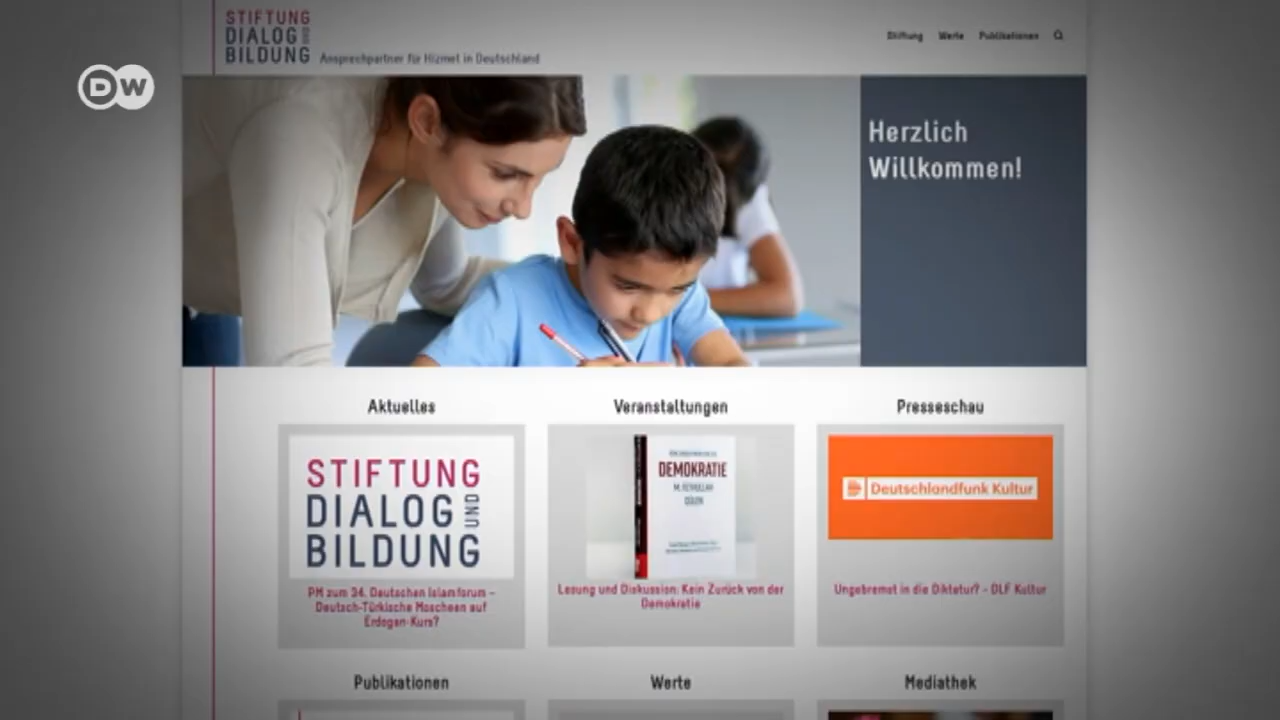 STIFTUNG
DIALOG UND
BILDUNG
Ansprechpartner für Hizmet in Deutschland
Stiftung Werte Publikationen
DW
Herzlich
Willkommen!
Aktuelles
Veranstaltungen
Presseschau
STIFTUNG
DIALOG UND
BILDUNG
PM zum 34. Deutschen Islamforum –
Deutsch-Türkische Moscheen auf
Erdogan-Kurs?
DEMOKRATIE
M. FETHULLAH
GÜLEN
Lesung und Diskussion: Kein Zurück von der
Demokratie
Deutschlandfunk Kultur
Ungebremst in die Diktatur? – DLF Kultur
Publikationen
Werte
Mediathek